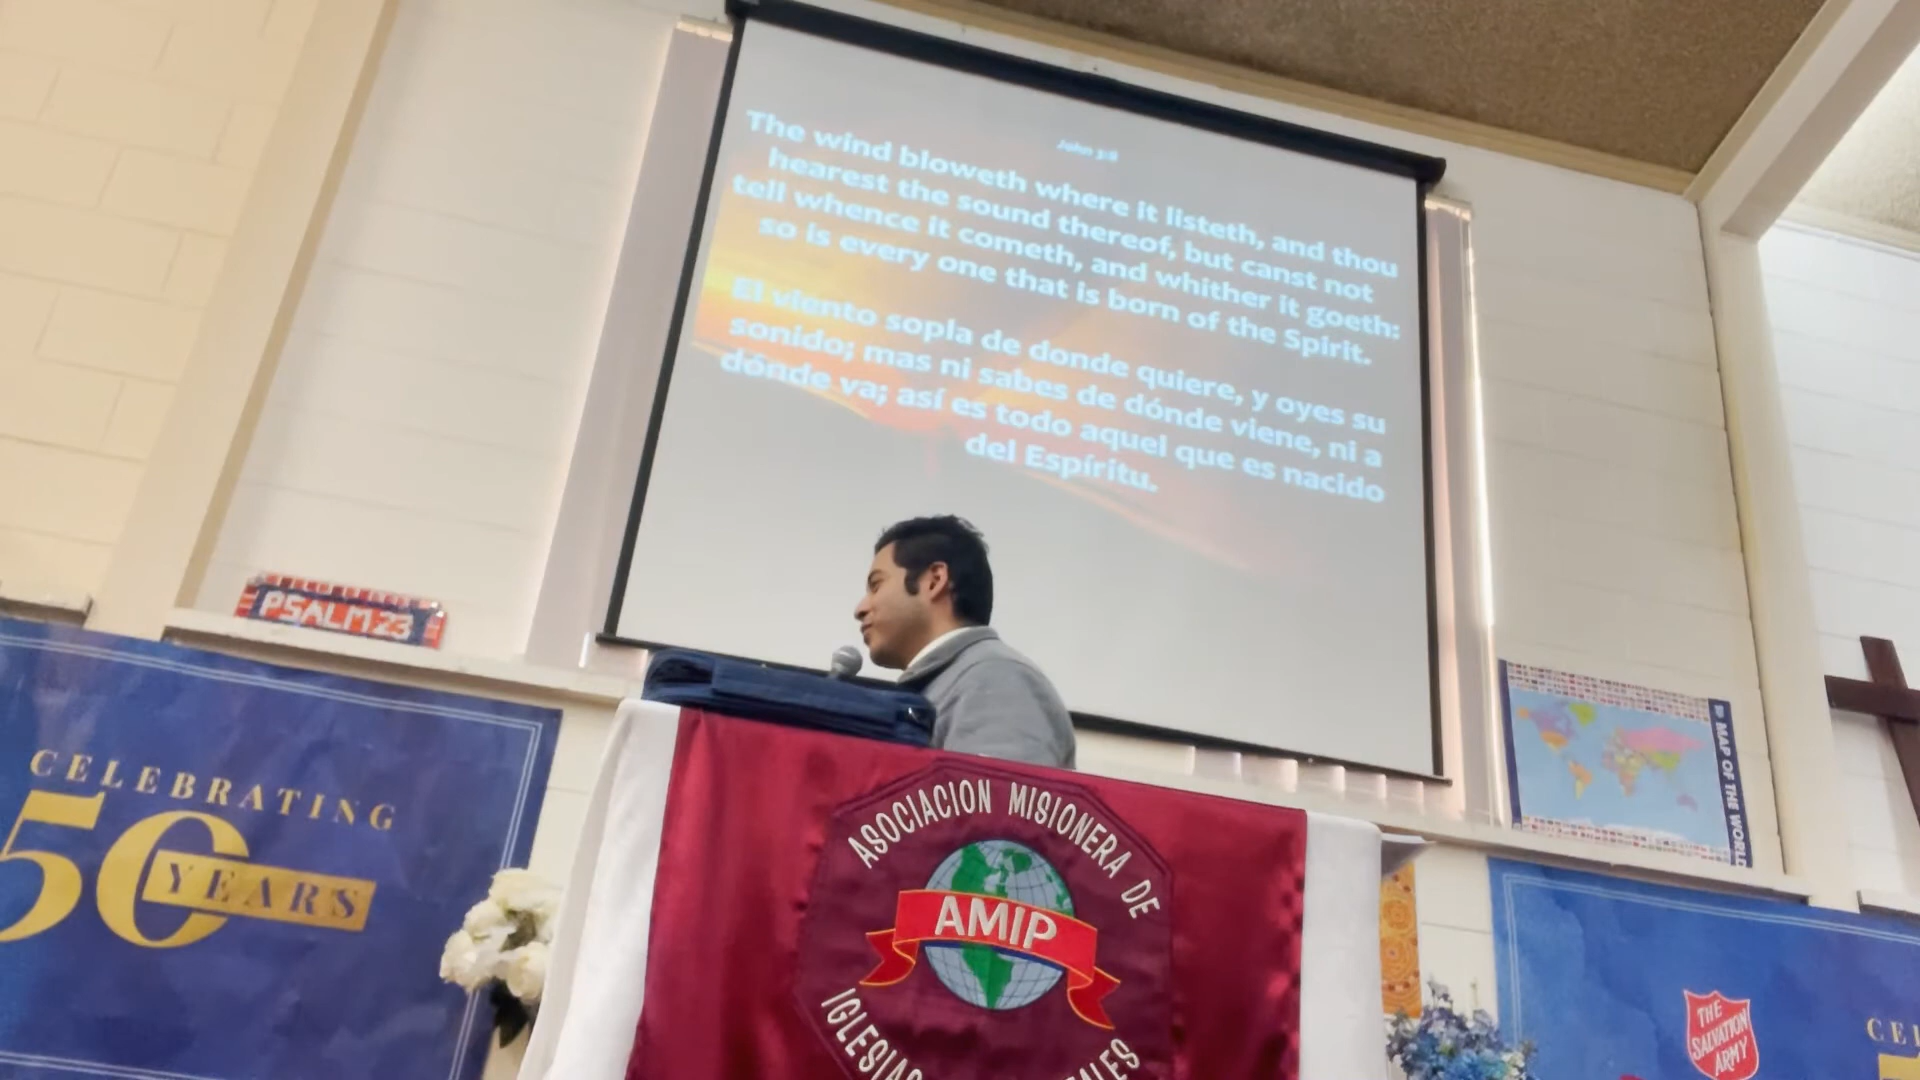 John 3:8
The wind bloweth where it listeth, and thou
hearest the sound thereof, but canst not
tell whence it cometh, and whither it goeth:
so is every one that is born of the Spirit.
El viento sopla de donde quiere, y oyes su
sonido; mas ni sabes de dónde viene, ni a
dónde va; así es todo aquel que es nacido
del Espíritu.
PSALM 23
MAP OF THE WORLD
CELEBRATING
50
YEARS
ASOCIACION MISIONERA DE
AMIP
IGLESIAS
THE
SALVATION
ARMY